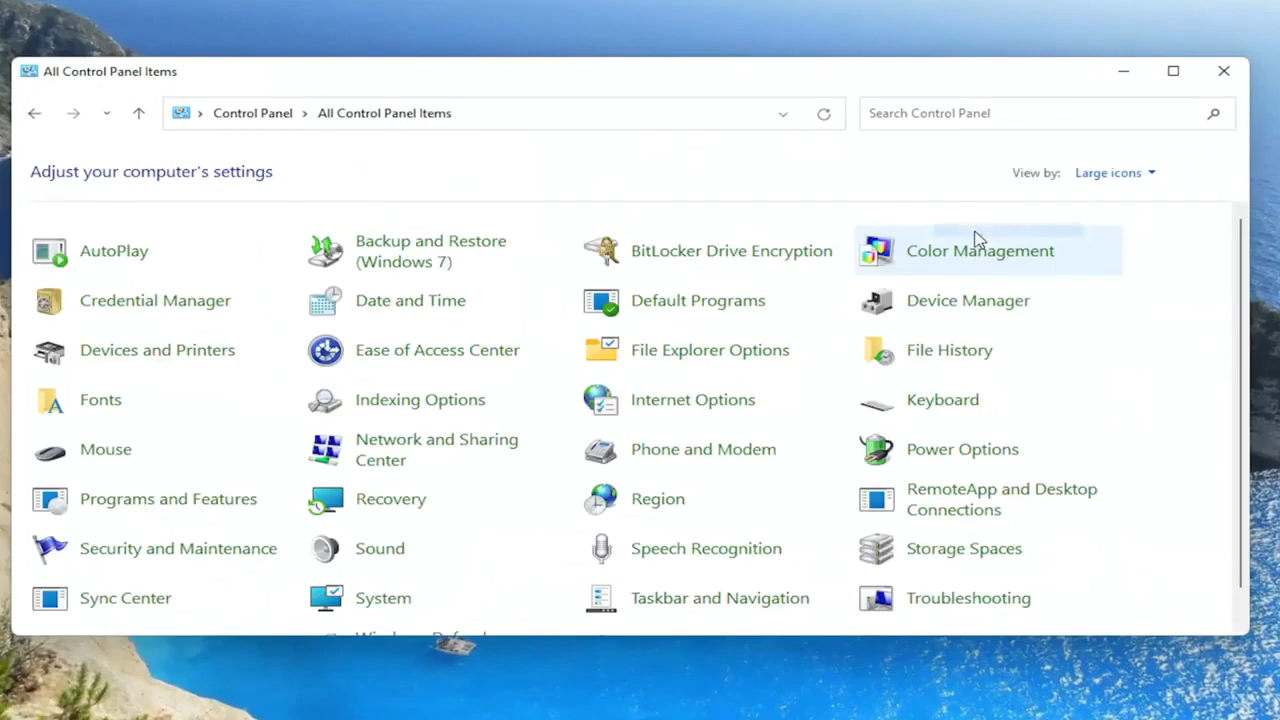 All Control Panel Items
Control Panel > All Control Panel Items
Search Control Panel
Adjust your computer's settings
View by: Large icons
AutoPlay
Backup and Restore
(Windows 7)
BitLocker Drive Encryption
Color Management
Credential Manager
Date and Time
Default Programs
Device Manager
Devices and Printers
Ease of Access Center
File Explorer Options
File History
Fonts
Indexing Options
Internet Options
Keyboard
Mouse
Network and Sharing
Center
Phone and Modem
Power Options
Programs and Features
Recovery
Region
RemoteApp and Desktop
Connections
Security and Maintenance
Sound
Speech Recognition
Storage Spaces
Sync Center
System
Taskbar and Navigation
Troubleshooting